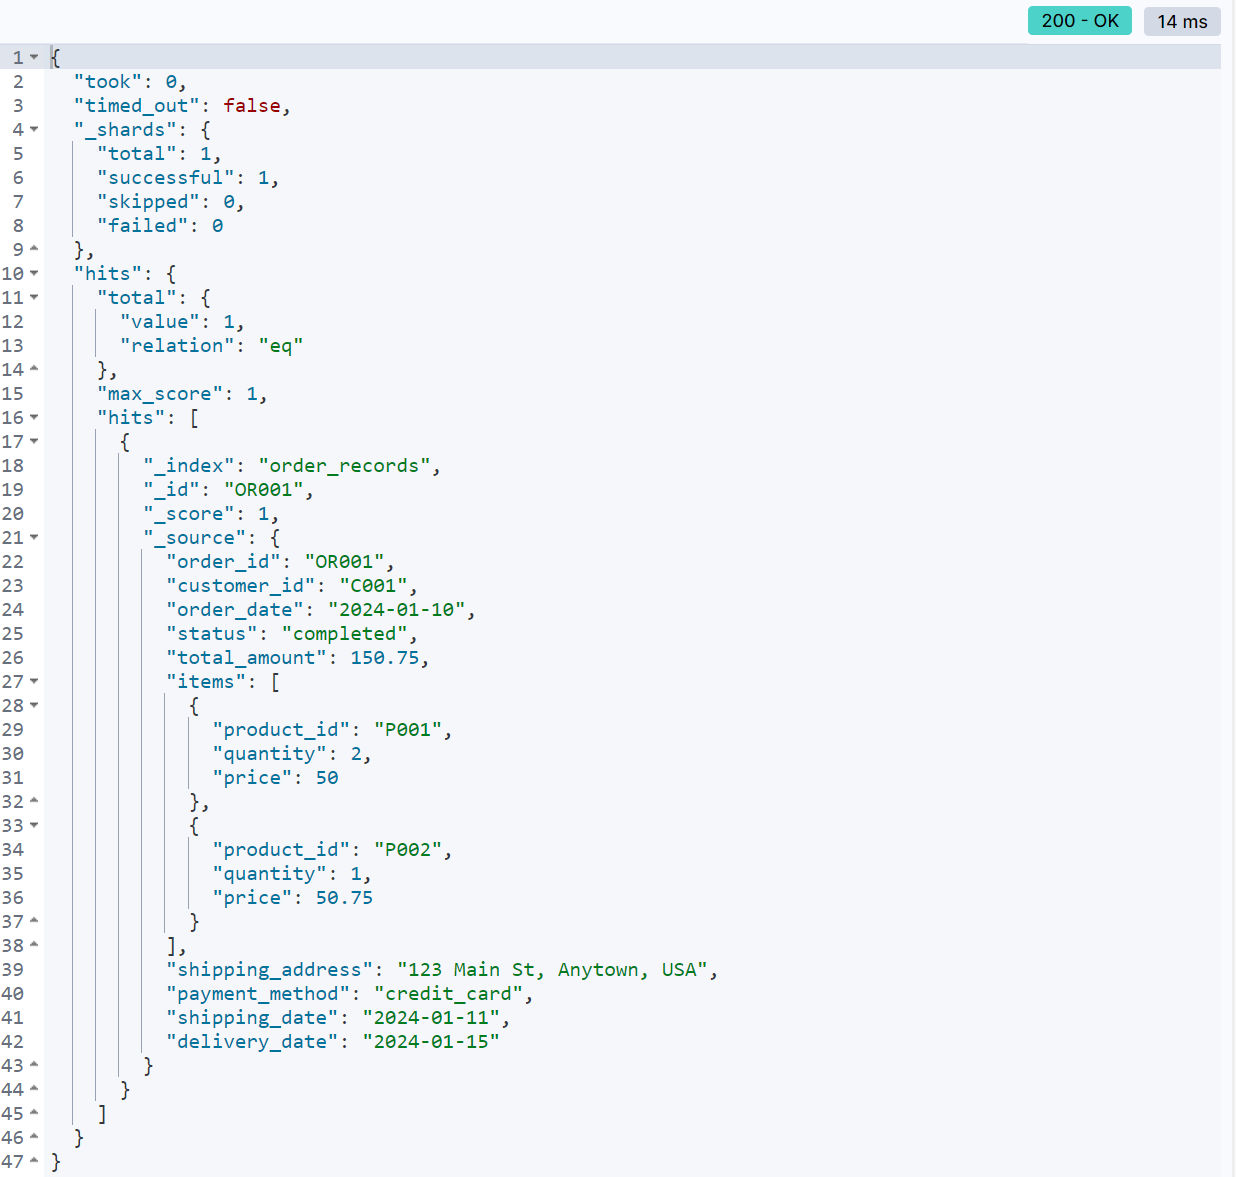 200 - OK 14 ms
1 {
2 "took": 0,
3 "timed_out": false,
4 "_shards": {
5 "total": 1,
6 "successful": 1,
7 "skipped": 0,
8 "failed": 0
9 },
10 "hits": {
11 "total": {
12 "value": 1,
13 "relation": "eq"
14 },
15 "max_score": 1,
16 "hits": [
17 {
18 "_index": "order_records",
19 "_id": "OR001",
20 "_score": 1,
21 "_source": {
22 "order_id": "OR001",
23 "customer_id": "C001",
24 "order_date": "2024-01-10",
25 "status": "completed",
26 "total_amount": 150.75,
27 "items": [
28 {
29 "product_id": "P001",
30 "quantity": 2,
31 "price": 50
32 },
33 {
34 "product_id": "P002",
35 "quantity": 1,
36 "price": 50.75
37 }
38 ],
39 "shipping_address": "123 Main St, Anytown, USA",
40 "payment_method": "credit_card",
41 "shipping_date": "2024-01-11",
42 "delivery_date": "2024-01-15"
43 }
44 }
45 ]
46 }
47 }